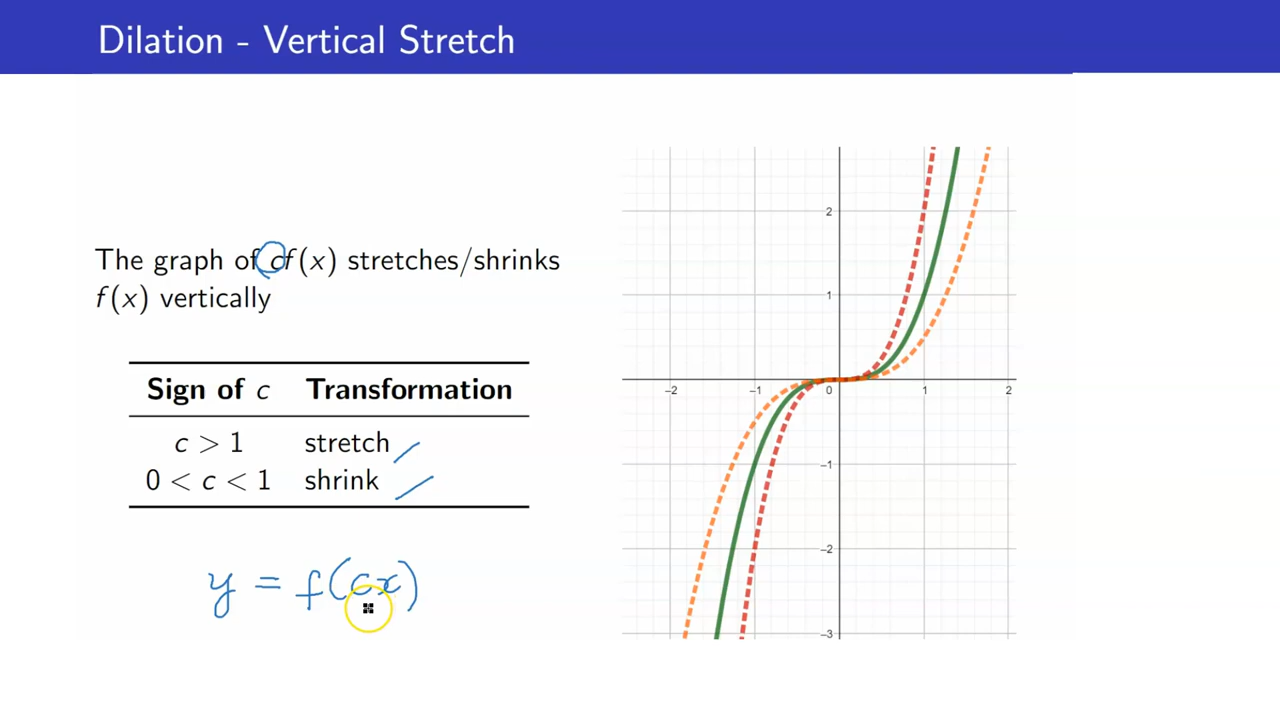 Dilation - Vertical Stretch
The graph of cf(x) stretches/shrinks
f(x) vertically
Sign of c Transformation
c > 1 stretch
0 < c < 1 shrink
y = f(cx)
2
1
-2 -1 0 1 2
-1
-2
-3